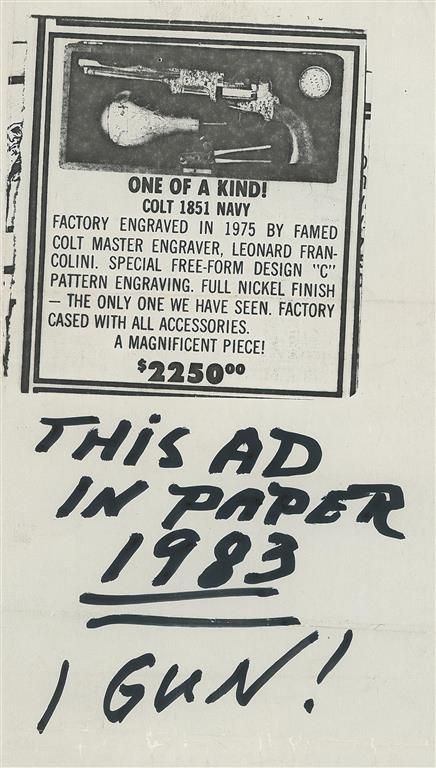 ONE OF A KIND!
COLT 1851 NAVY
FACTORY ENGRAVED IN 1975 BY FAMED
COLT MASTER ENGRAVER, LEONARD FRAN-
COLINI. SPECIAL FREE-FORM DESIGN "C"
PATTERN ENGRAVING. FULL NICKEL FINISH
— THE ONLY ONE WE HAVE SEEN. FACTORY
CASED WITH ALL ACCESSORIES.
A MAGNIFICENT PIECE!
$225000
THIS AD
IN PAPER
1983
1 GUN!